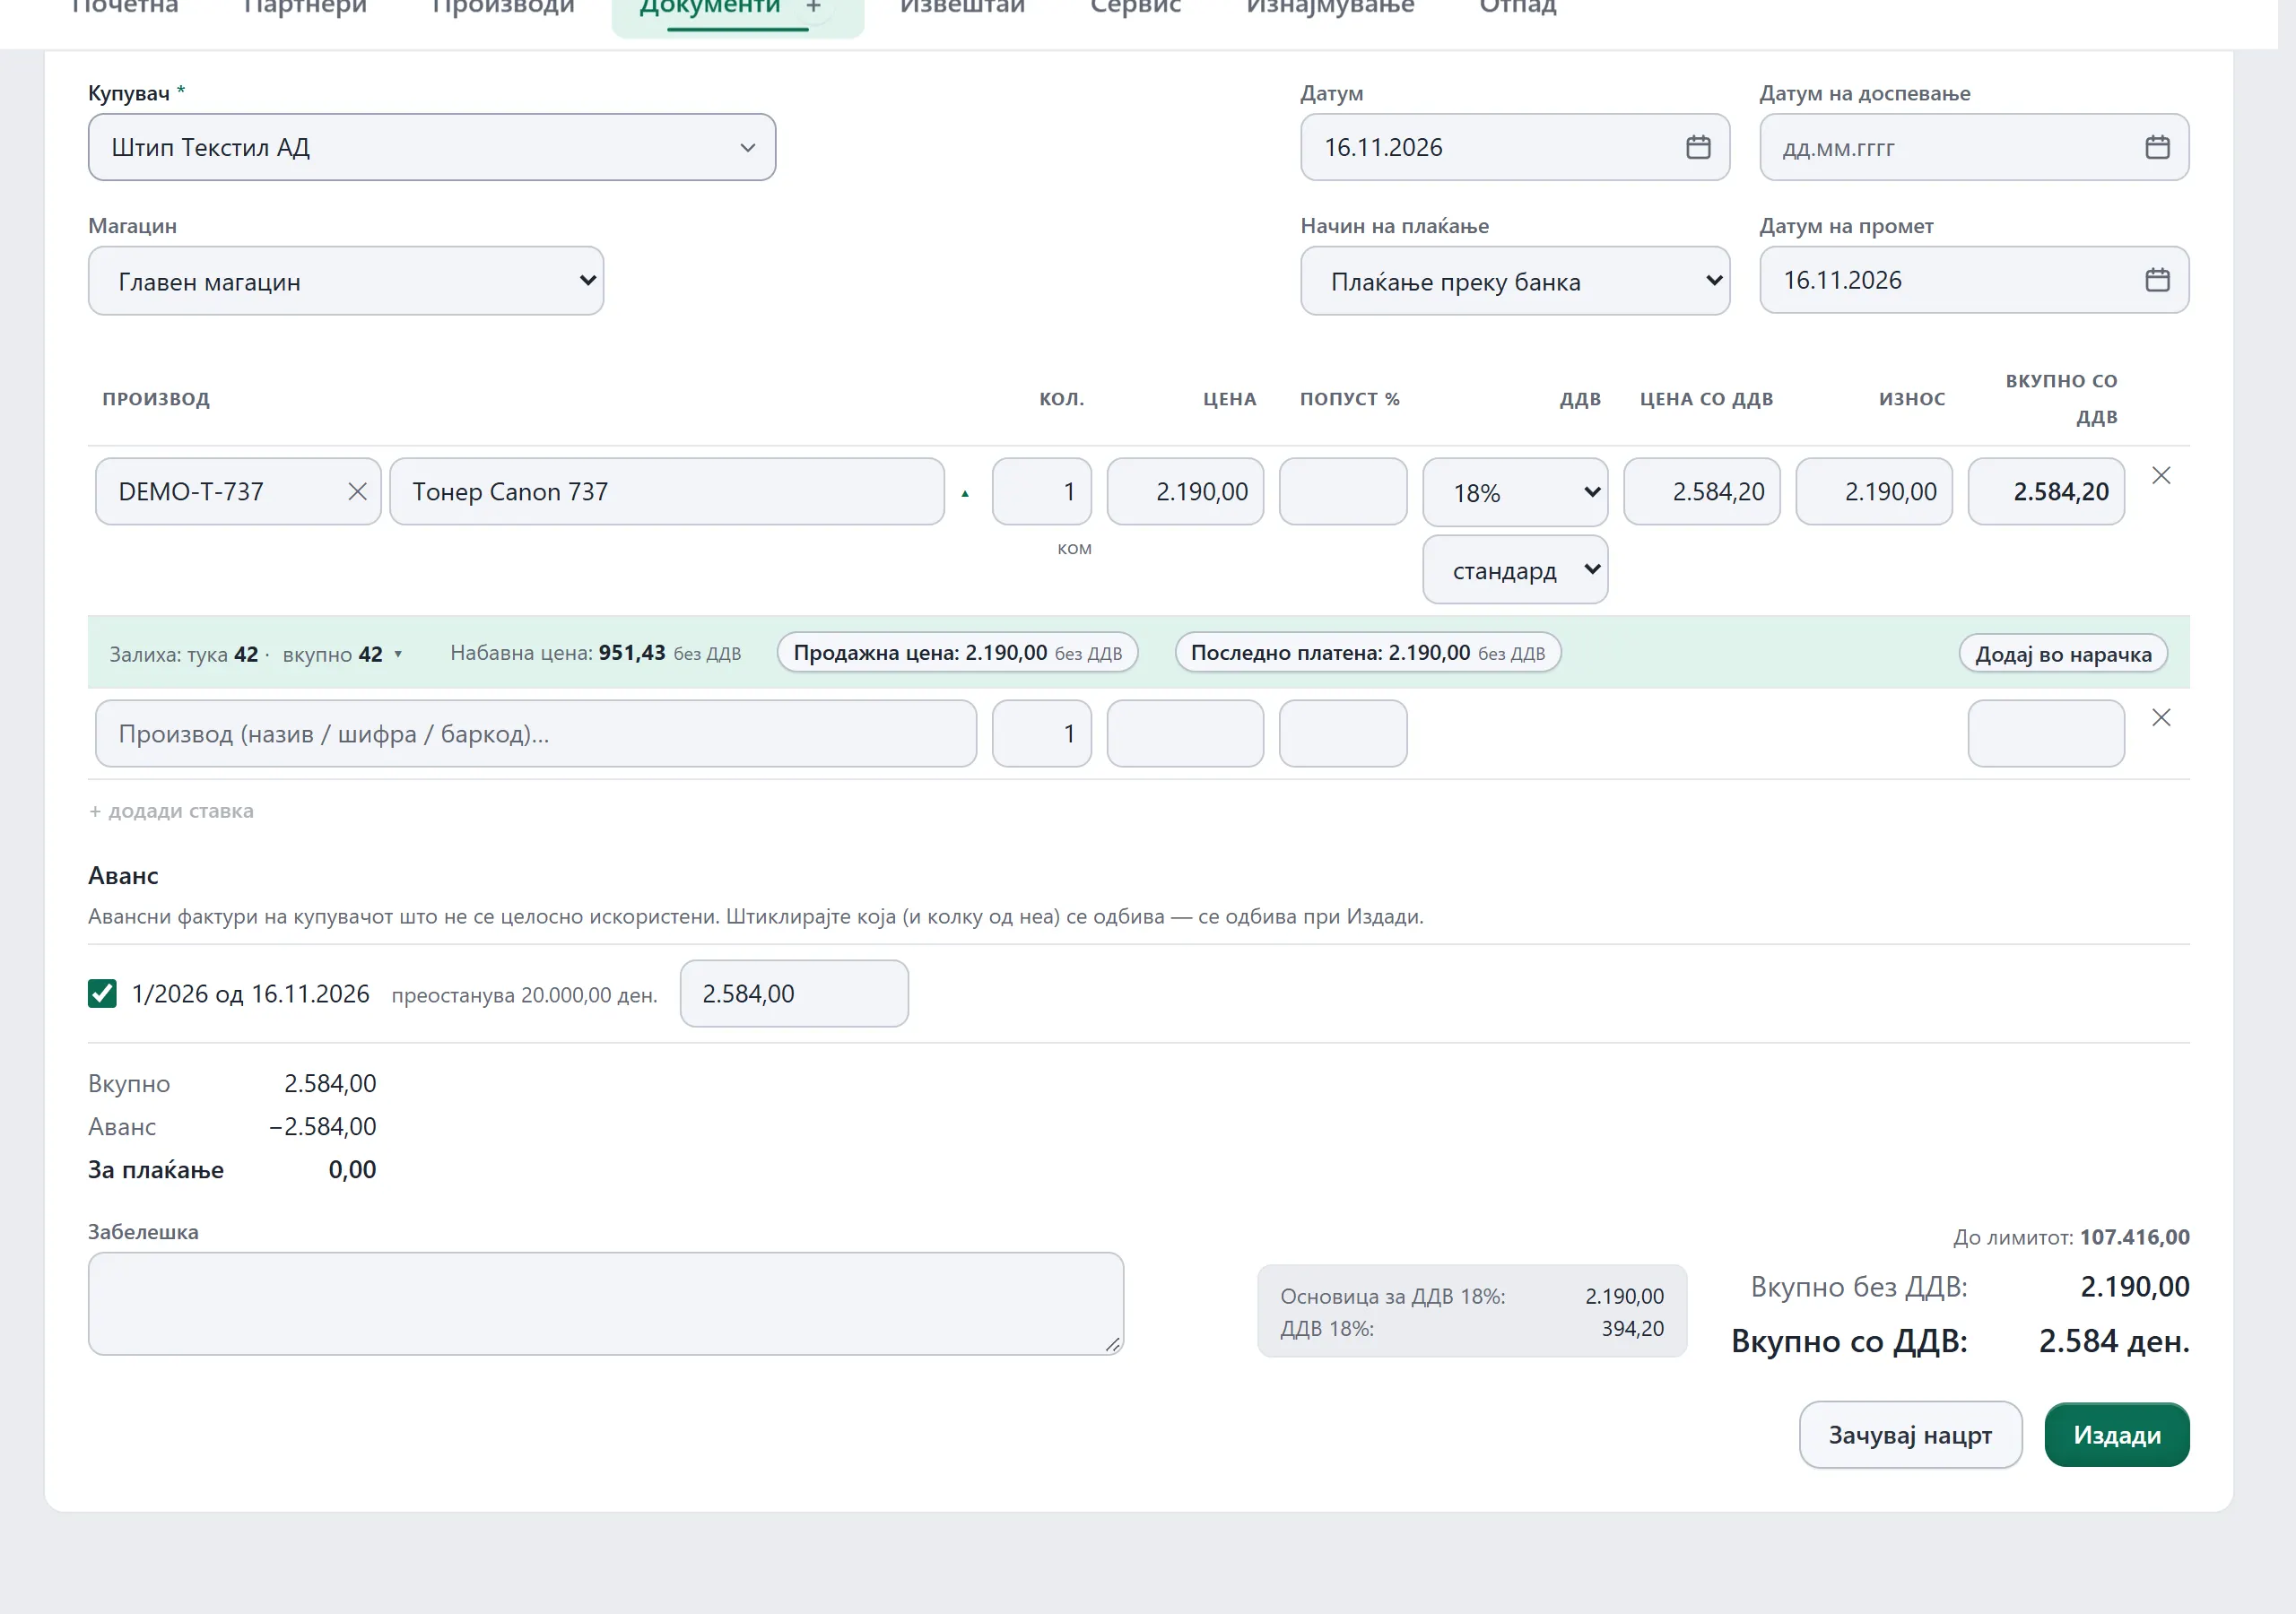 Почетна Партнери Производи Документи + Извештаи Сервис Изнајмување Отпад
Купувач * Датум Датум на доспевање
Штип Текстил АД 16.11.2026 дд.мм.гггг
Магацин Начин на плаќање Датум на промет
Главен магацин Плаќање преку банка 16.11.2026
ПРОИЗВОД КОЛ. ЦЕНА ПОПУСТ % ДДВ ЦЕНА СО ДДВ ИЗНОС ВКУПНО СО ДДВ
DEMO-T-737 Тонер Canon 737 1 2.190,00 18% 2.584,20 2.190,00 2.584,20
ком
стандард
Залиха: тука 42 · вкупно 42 Набавна цена: 951,43 без ДДВ Продажна цена: 2.190,00 без ДДВ Последно платена: 2.190,00 без ДДВ Додај во нарачка
Производ (назив / шифра / баркод)... 1
+ додади ставка
Аванс
Авансни фактури на купувачот што не се целосно искористени. Штиклирајте која (и колку од неа) се одбива — се одбива при Издади.
1/2026 од 16.11.2026 преостанува 20.000,00 ден. 2.584,00
Вкупно 2.584,00
Аванс −2.584,00
За плаќање 0,00
Забелешка
До лимитот: 107.416,00
Основица за ДДВ 18%: 2.190,00
ДДВ 18%: 394,20
Вкупно без ДДВ: 2.190,00
Вкупно со ДДВ: 2.584 ден.
Зачувај нацрт Издади